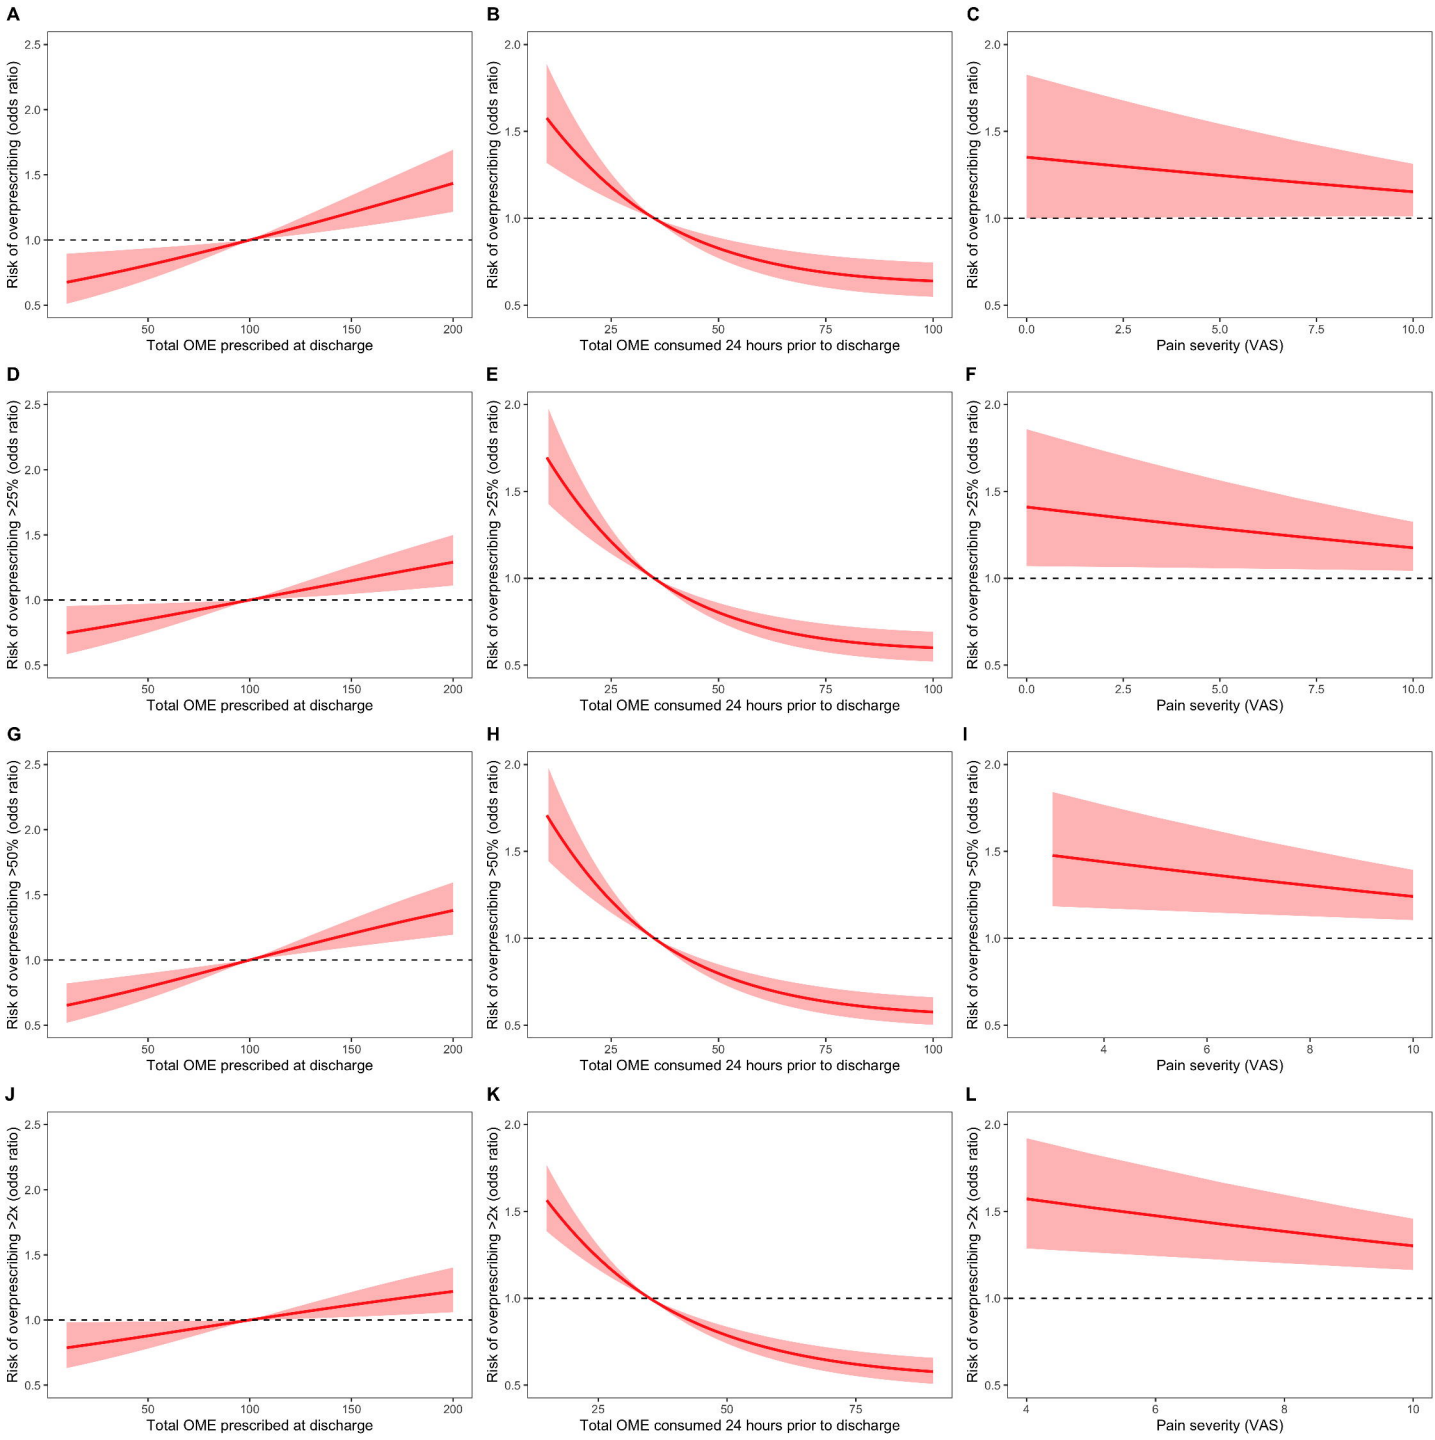 A
Risk of overprescribing (odds ratio)
2.5
2.0
1.5
1.0
0.5
50 100 150 200
Total OME prescribed at discharge
B
Risk of overprescribing (odds ratio)
2.0
1.5
1.0
0.5
25 50 75 100
Total OME consumed 24 hours prior to discharge
C
Risk of overprescribing (odds ratio)
2.0
1.5
1.0
0.5
0.0 2.5 5.0 7.5 10.0
Pain severity (VAS)
D
Risk of overprescribing >25% (odds ratio)
2.5
2.0
1.5
1.0
0.5
50 100 150 200
Total OME prescribed at discharge
E
Risk of overprescribing >25% (odds ratio)
2.0
1.5
1.0
0.5
25 50 75 100
Total OME consumed 24 hours prior to discharge
F
Risk of overprescribing >25% (odds ratio)
2.0
1.5
1.0
0.5
0.0 2.5 5.0 7.5 10.0
Pain severity (VAS)
G
Risk of overprescribing >50% (odds ratio)
2.5
2.0
1.5
1.0
0.5
50 100 150 200
Total OME prescribed at discharge
H
Risk of overprescribing >50% (odds ratio)
2.0
1.5
1.0
0.5
25 50 75 100
Total OME consumed 24 hours prior to discharge
I
Risk of overprescribing >50% (odds ratio)
2.0
1.5
1.0
0.5
4 6 8 10
Pain severity (VAS)
J
Risk of overprescribing >2x (odds ratio)
2.5
2.0
1.5
1.0
0.5
50 100 150 200
Total OME prescribed at discharge
K
Risk of overprescribing >2x (odds ratio)
2.0
1.5
1.0
0.5
25 50 75
Total OME consumed 24 hours prior to discharge
L
Risk of overprescribing >2x (odds ratio)
2.0
1.5
1.0
0.5
4 6 8 10
Pain severity (VAS)